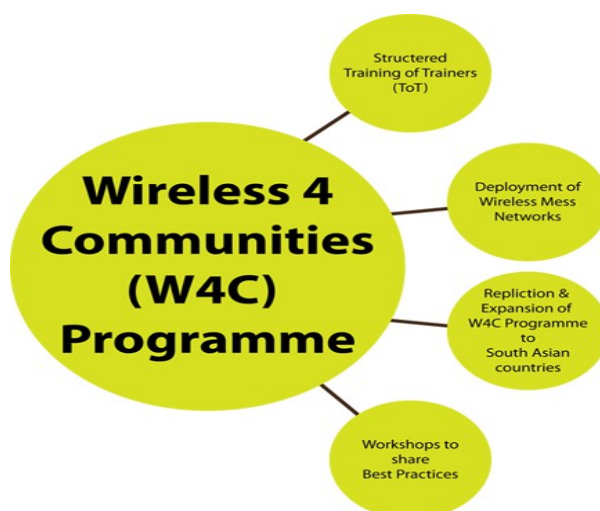 Structered
Training of Trainers
(ToT)
Wireless 4
Communities
(W4C)
Programme
Deployment of
Wireless Mess
Networks
Repliction &
Expansion of
W4C Programme
to
South Asian
countries
Workshops to
share
Best Practices